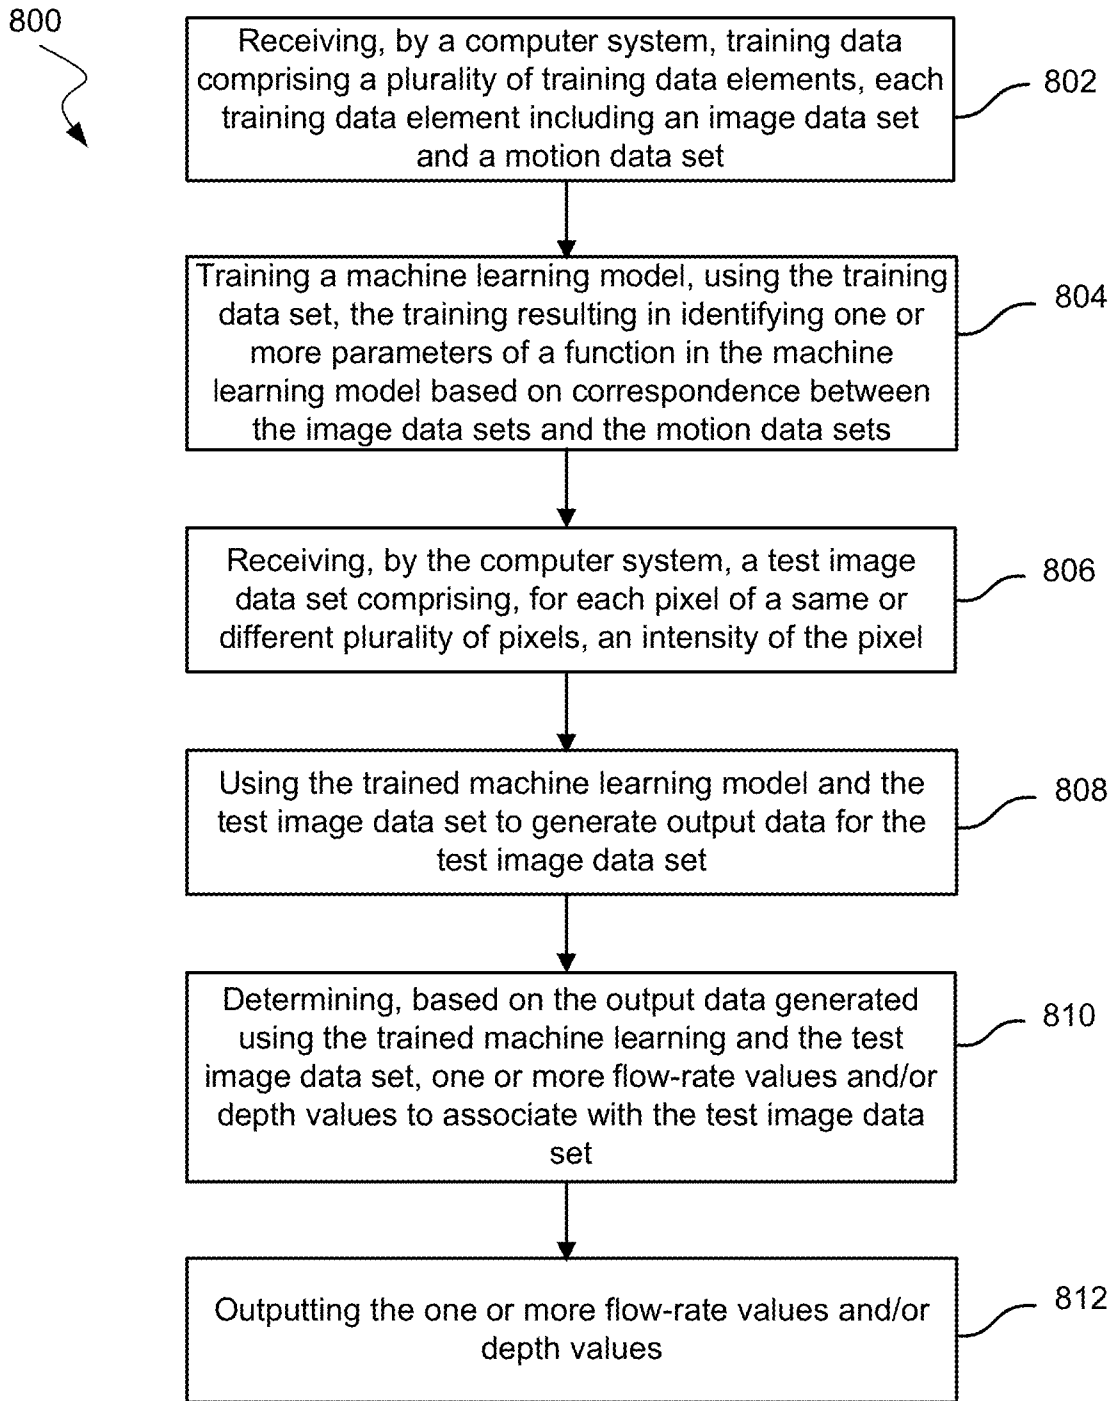 800
Receiving, by a computer system, training data
comprising a plurality of training data elements, each
training data element including an image data set
and a motion data set
802
Training a machine learning model, using the training
data set, the training resulting in identifying one or
more parameters of a function in the machine
learning model based on correspondence between
the image data sets and the motion data sets
804
Receiving, by the computer system, a test image
data set comprising, for each pixel of a same or
different plurality of pixels, an intensity of the pixel
806
Using the trained machine learning model and the
test image data set to generate output data for the
test image data set
808
Determining, based on the output data generated
using the trained machine learning and the test
image data set, one or more flow-rate values and/or
depth values to associate with the test image data
set
810
Outputting the one or more flow-rate values and/or
depth values
812